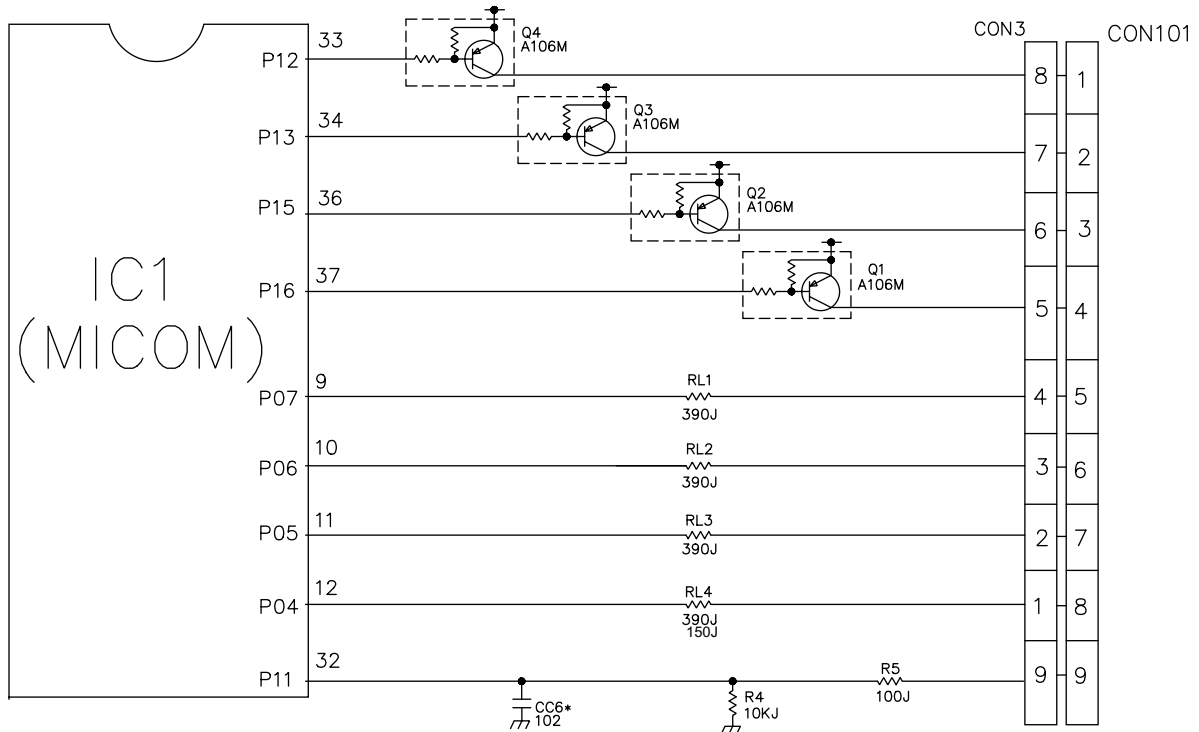 CON3
CON101
33
Q4
A106M
P12
8
1
34
Q3
A106M
P13
7
2
36
Q2
A106M
P15
6
3
37
Q1
A106M
P16
5
4
IC1
(MICOM)
9
RL1
P07
390J
4
5
10
RL2
P06
390J
3
6
11
RL3
P05
390J
2
7
12
RL4
P04
390J
150J
1
8
32
R5
P11
100J
9
9
CC6*
102
R4
10KJ